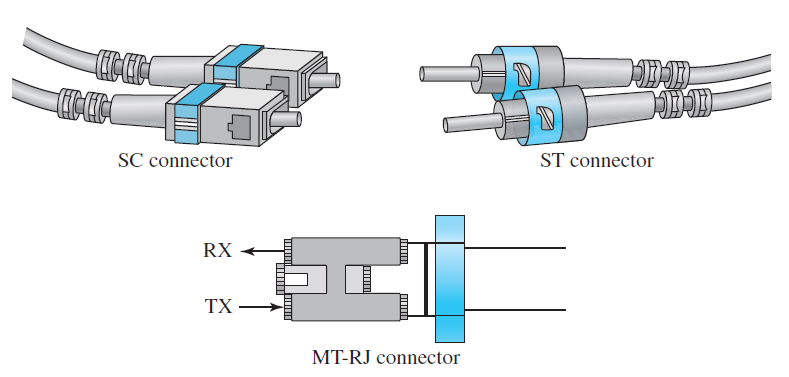 SC connector
ST connector
RX
TX
MT-RJ connector